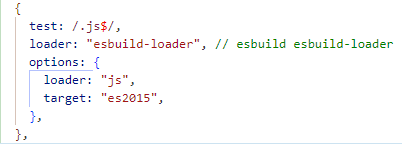 {
test: /.js$/,
loader: "esbuild-loader", // esbuild esbuild-loader
options: {
loader: "js",
target: "es2015",
},
},